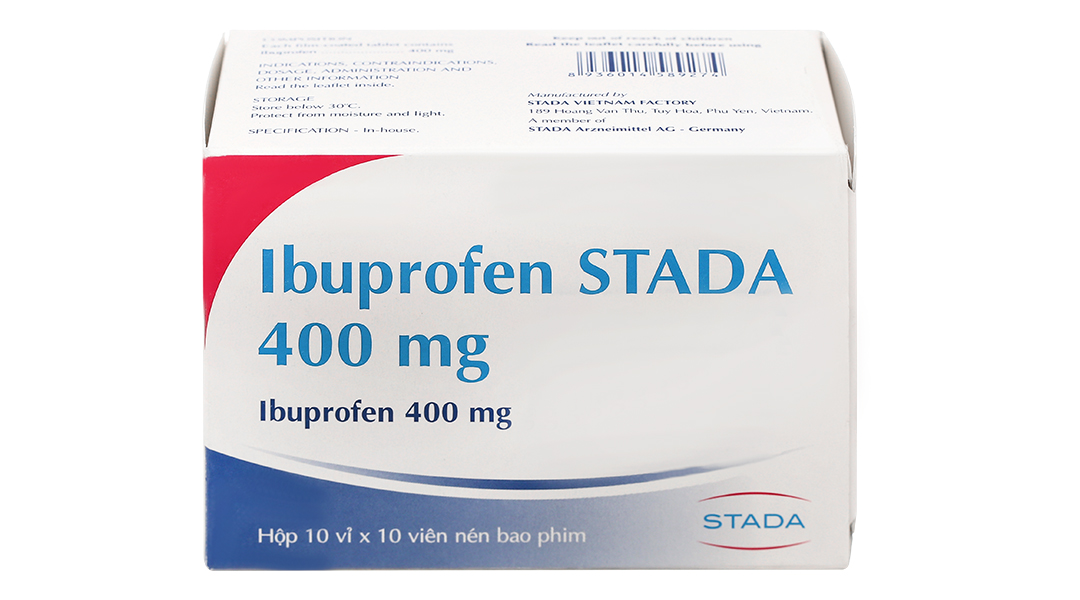 COMPOSITION
Each film-coated tablet contains
Ibuprofen 400 mg
INDICATIONS, CONTRAINDICATIONS,
DOSAGE, ADMINISTRATION AND
OTHER INFORMATION
Read the leaflet inside.
STORAGE
Store below 30°C.
Protect from moisture and light.
SPECIFICATION - In-house.
Keep out of reach of children
Read the leaflet carefully before using
8 936014 589274
Manufactured by
STADA VIETNAM FACTORY
189 Hoang Van Thu, Tuy Hoa, Phu Yen, Vietnam.
A member of
STADA Arzneimittel AG - Germany
Ibuprofen STADA
400 mg
Ibuprofen 400 mg
Hộp 10 vỉ x 10 viên nén bao phim
STADA